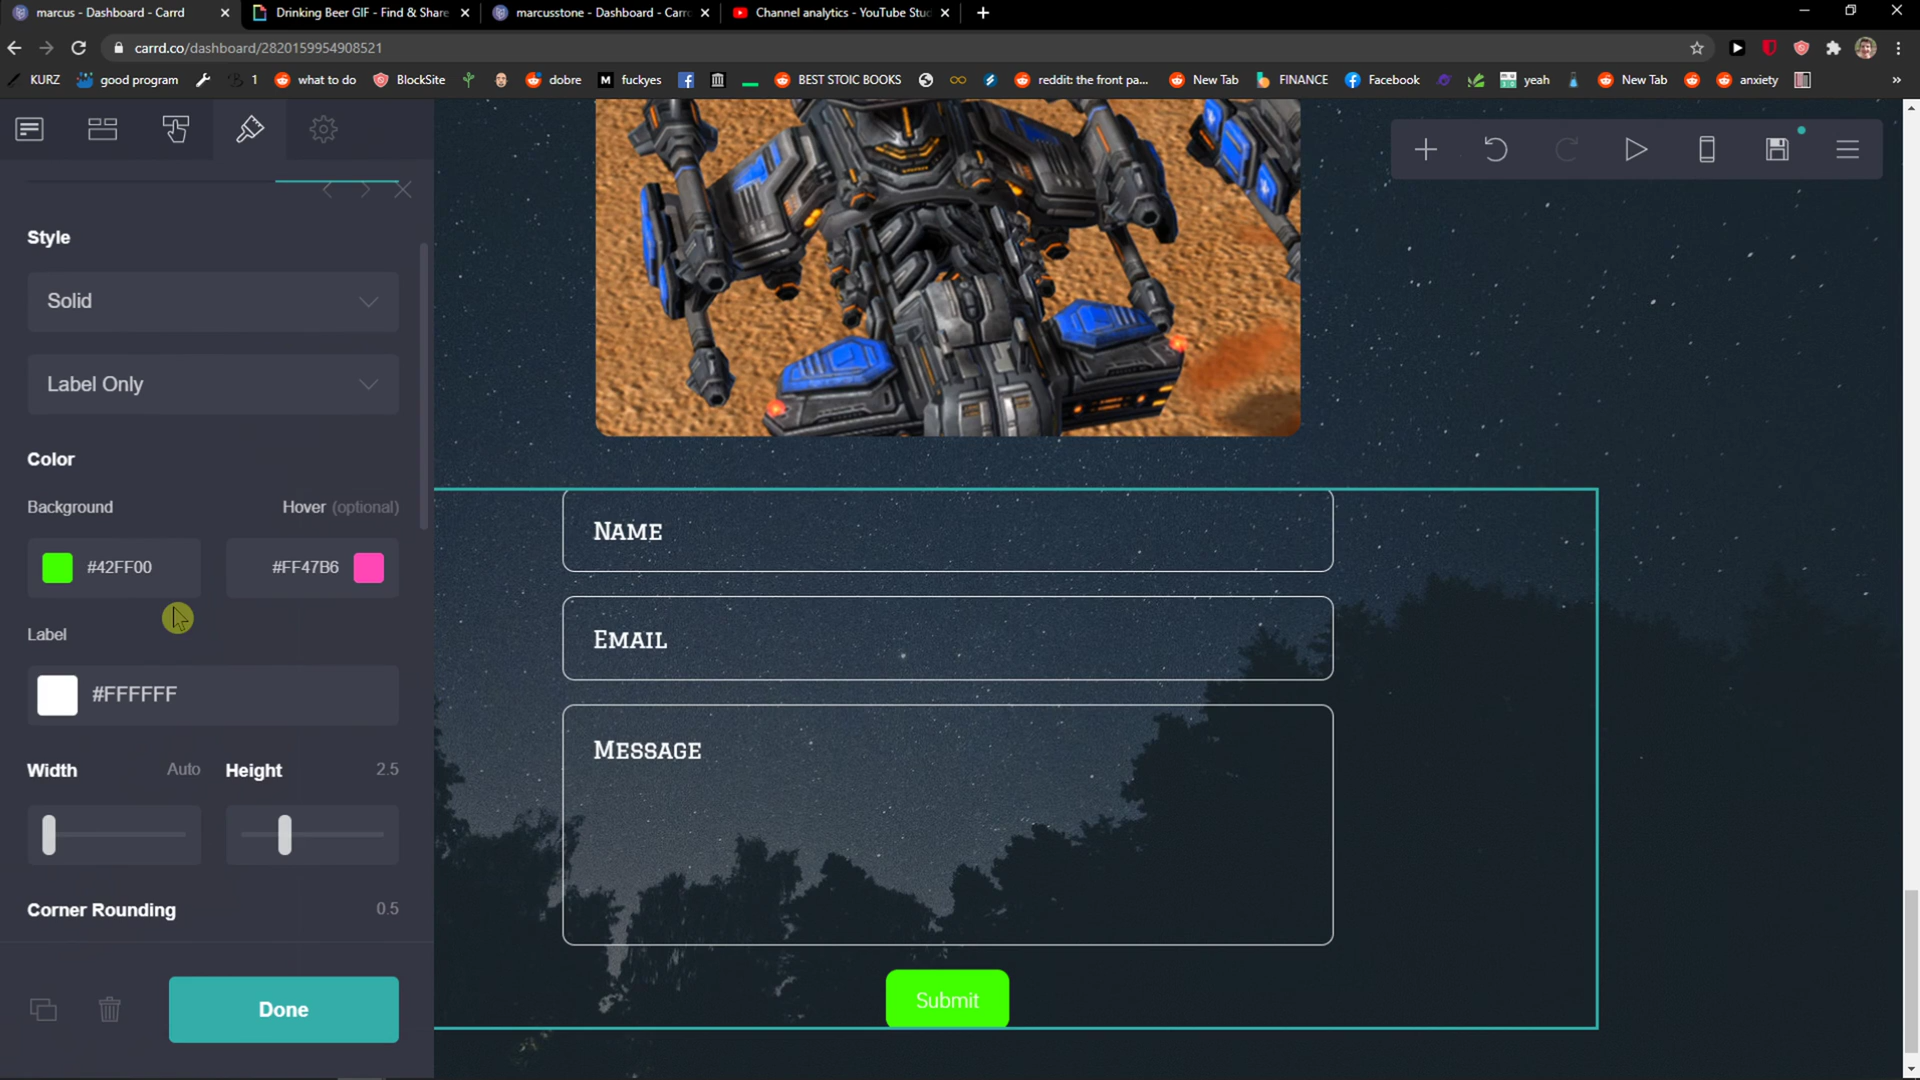 marcus - Dashboard - Carrd
Drinking Beer GIF - Find & Share
marcusstone - Dashboard - Carrd
Channel analytics - YouTube Stud
carrd.co/dashboard/2820159954908521
KURZ
good program
1
what to do
BlockSite
dobre
M fuckyes
BEST STOIC BOOKS
reddit: the front pa...
New Tab
FINANCE
Facebook
yeah
New Tab
anxiety
»
Style
Solid
Label Only
Color
Background
Hover (optional)
#42FF00
#FF47B6
Label
#FFFFFF
Width Auto
Height 2.5
Corner Rounding 0.5
Done
Name
Email
Message
Submit